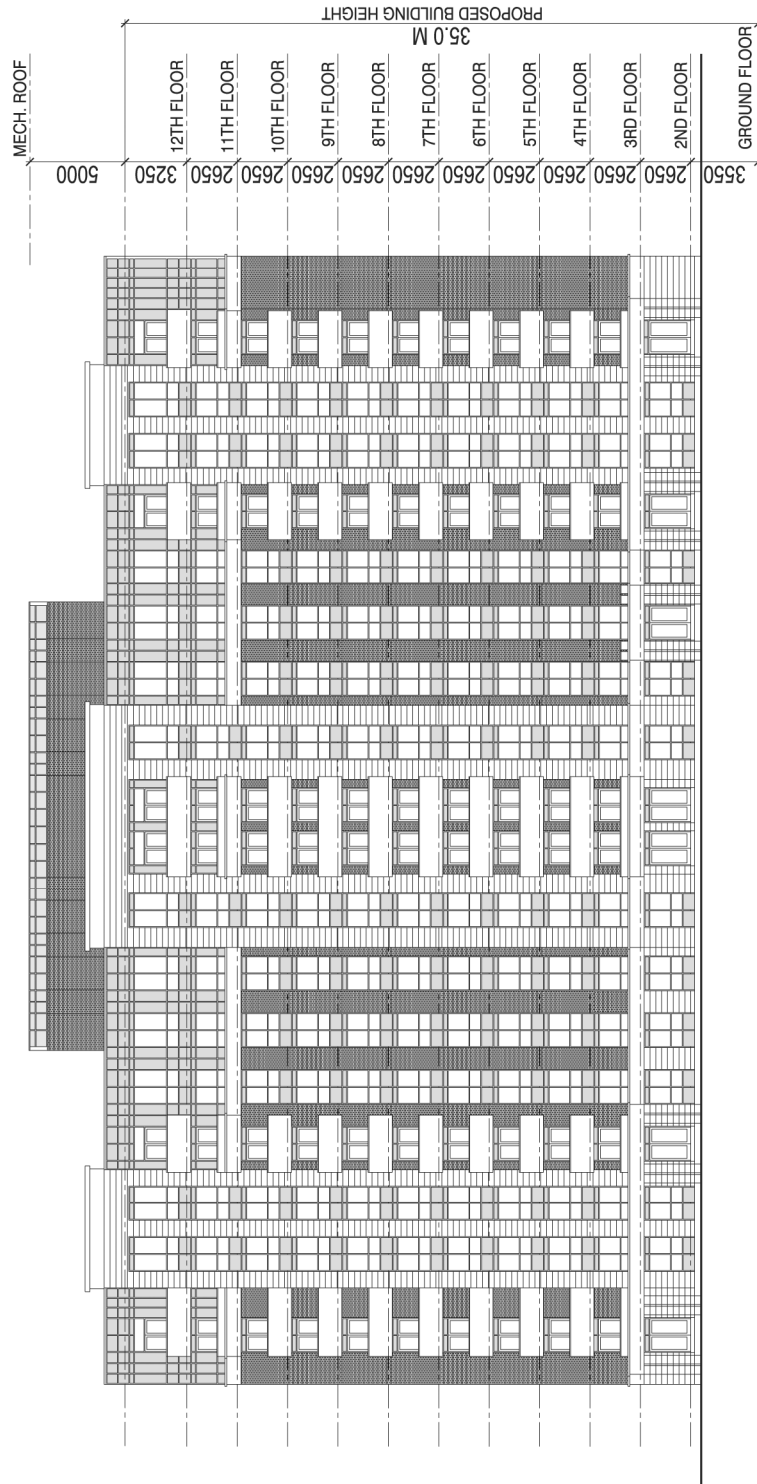 MECH. ROOF
12TH FLOOR
11TH FLOOR
10TH FLOOR
9TH FLOOR
8TH FLOOR
7TH FLOOR
6TH FLOOR
5TH FLOOR
4TH FLOOR
3RD FLOOR
2ND FLOOR
GROUND FLOOR
5000
3250
2650
2650
2650
2650
2650
2650
2650
2650
2650
2650
3550
35.0 M
PROPOSED BUILDING HEIGHT